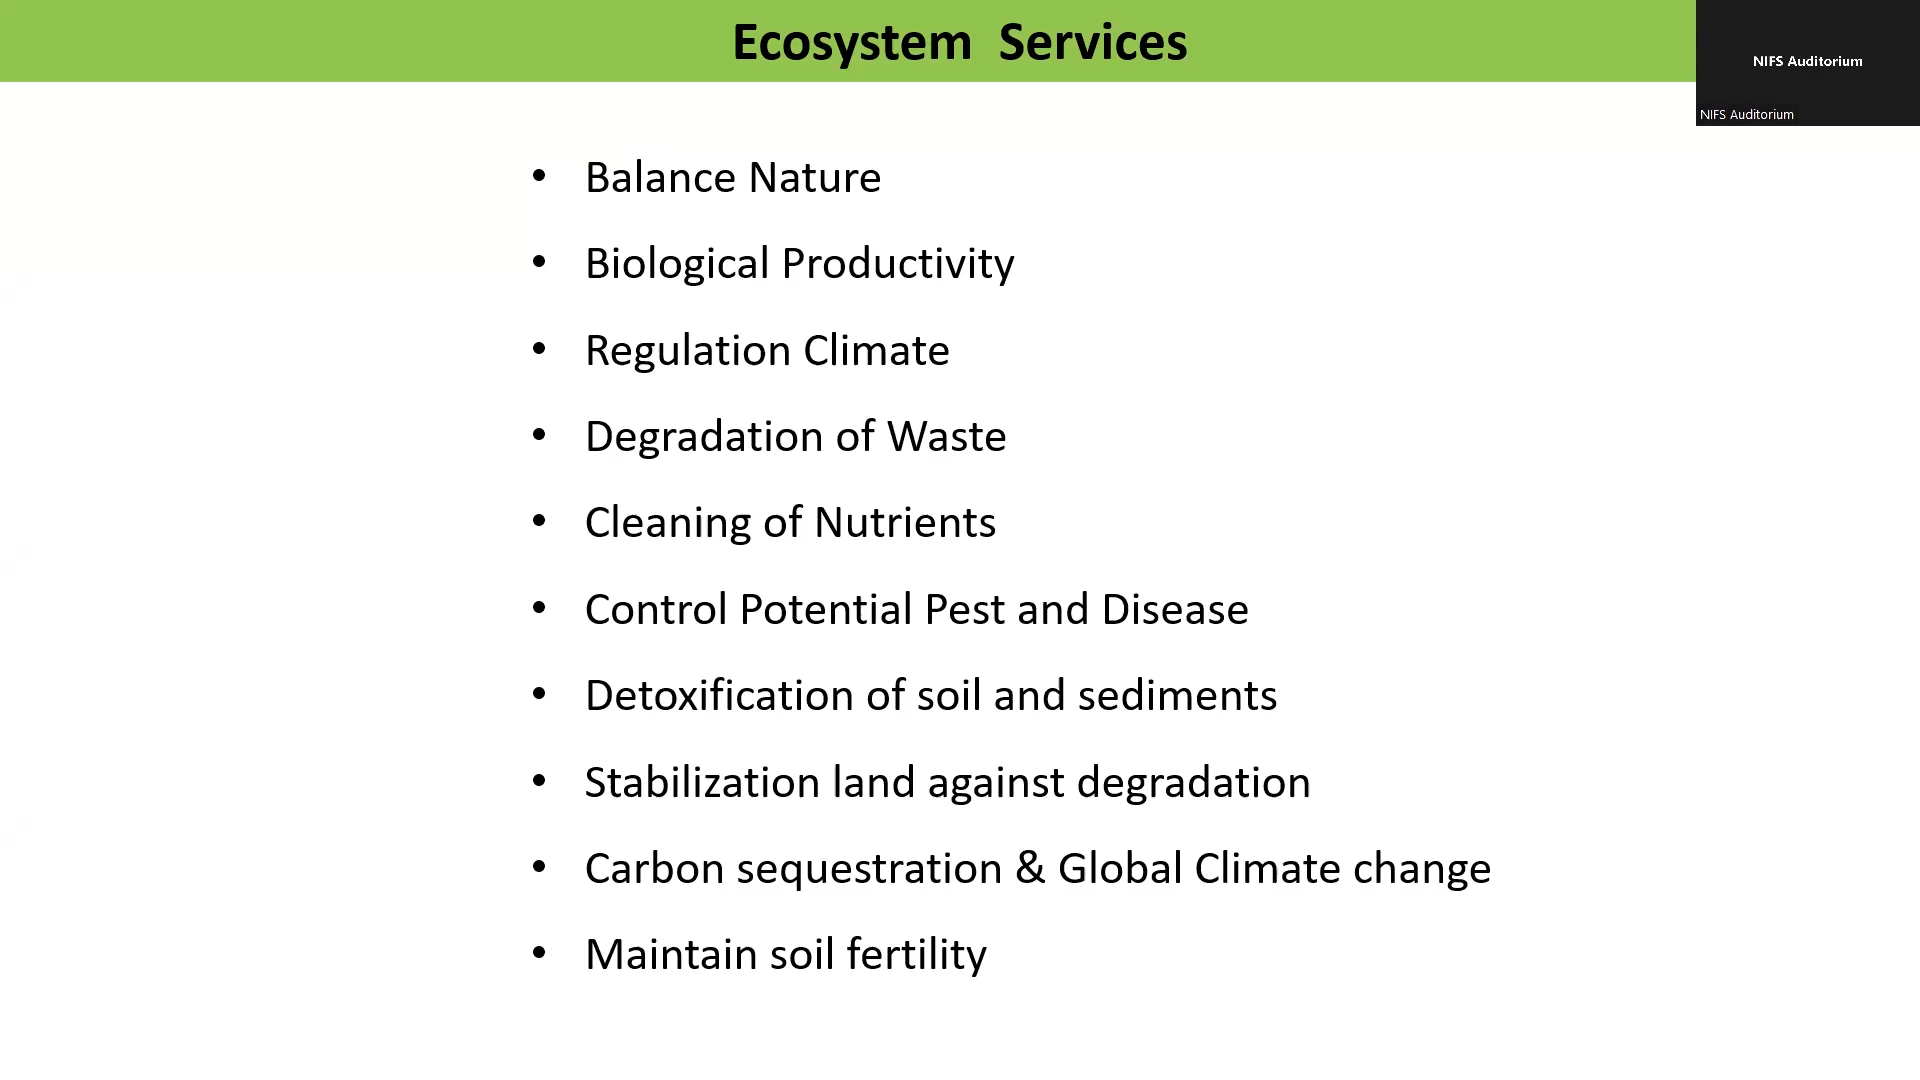 Ecosystem Services
NIFS Auditorium
NIFS Auditorium
• Balance Nature
• Biological Productivity
• Regulation Climate
• Degradation of Waste
• Cleaning of Nutrients
• Control Potential Pest and Disease
• Detoxification of soil and sediments
• Stabilization land against degradation
• Carbon sequestration & Global Climate change
• Maintain soil fertility